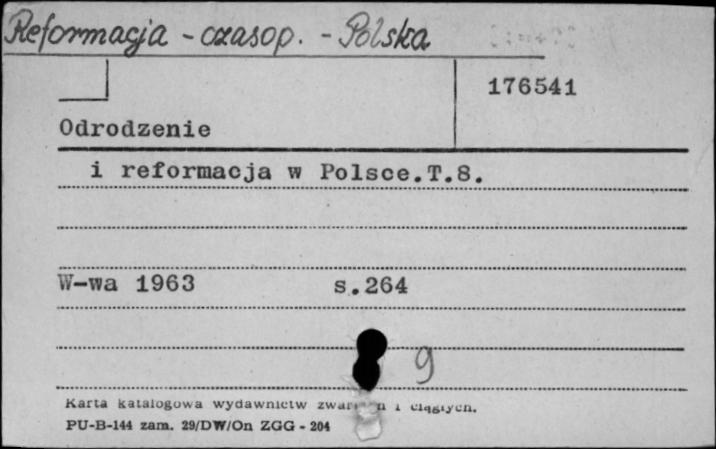 Reformacja - czasop. - Polska
176541
Odrodzenie
i reformacja w Polsce.T.8.
W-wa 1963 s.264
9
Karta katalogowa wydawnictw i ciągłych.
PU-B-144 zam. 29/DW/On ZGG - 204